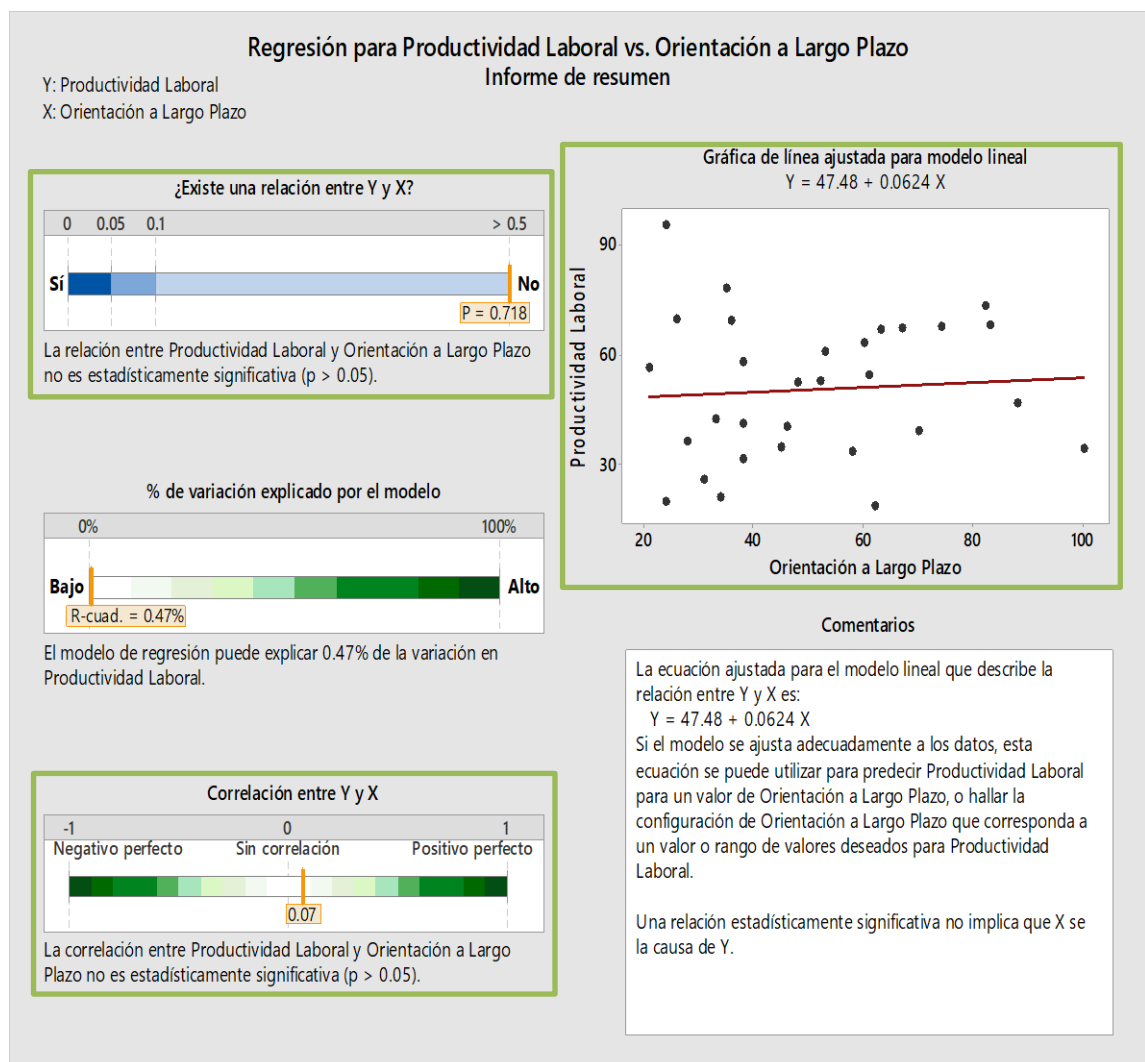 Regresión para Productividad Laboral vs. Orientación a Largo Plazo
Informe de resumen
Y: Productividad Laboral
X: Orientación a Largo Plazo
¿Existe una relación entre Y y X?
0 0.05 0.1 > 0.5
Sí No
P = 0.718
La relación entre Productividad Laboral y Orientación a Largo Plazo
no es estadísticamente significativa (p > 0.05).
% de variación explicado por el modelo
0% 100%
Bajo Alto
R-cuad. = 0.47%
El modelo de regresión puede explicar 0.47% de la variación en
Productividad Laboral.
Correlación entre Y y X
-1 0 1
Negativo perfecto Sin correlación Positivo perfecto
0.07
La correlación entre Productividad Laboral y Orientación a Largo
Plazo no es estadísticamente significativa (p > 0.05).
Gráfica de línea ajustada para modelo lineal
Y = 47.48 + 0.0624 X
Productividad Laboral
90
60
30
20 40 60 80 100
Orientación a Largo Plazo
Comentarios
La ecuación ajustada para el modelo lineal que describe la
relación entre Y y X es:
Y = 47.48 + 0.0624 X
Si el modelo se ajusta adecuadamente a los datos, esta
ecuación se puede utilizar para predecir Productividad Laboral
para un valor de Orientación a Largo Plazo, o hallar la
configuración de Orientación a Largo Plazo que corresponda a
un valor o rango de valores deseados para Productividad
Laboral.
Una relación estadísticamente significativa no implica que X se
la causa de Y.